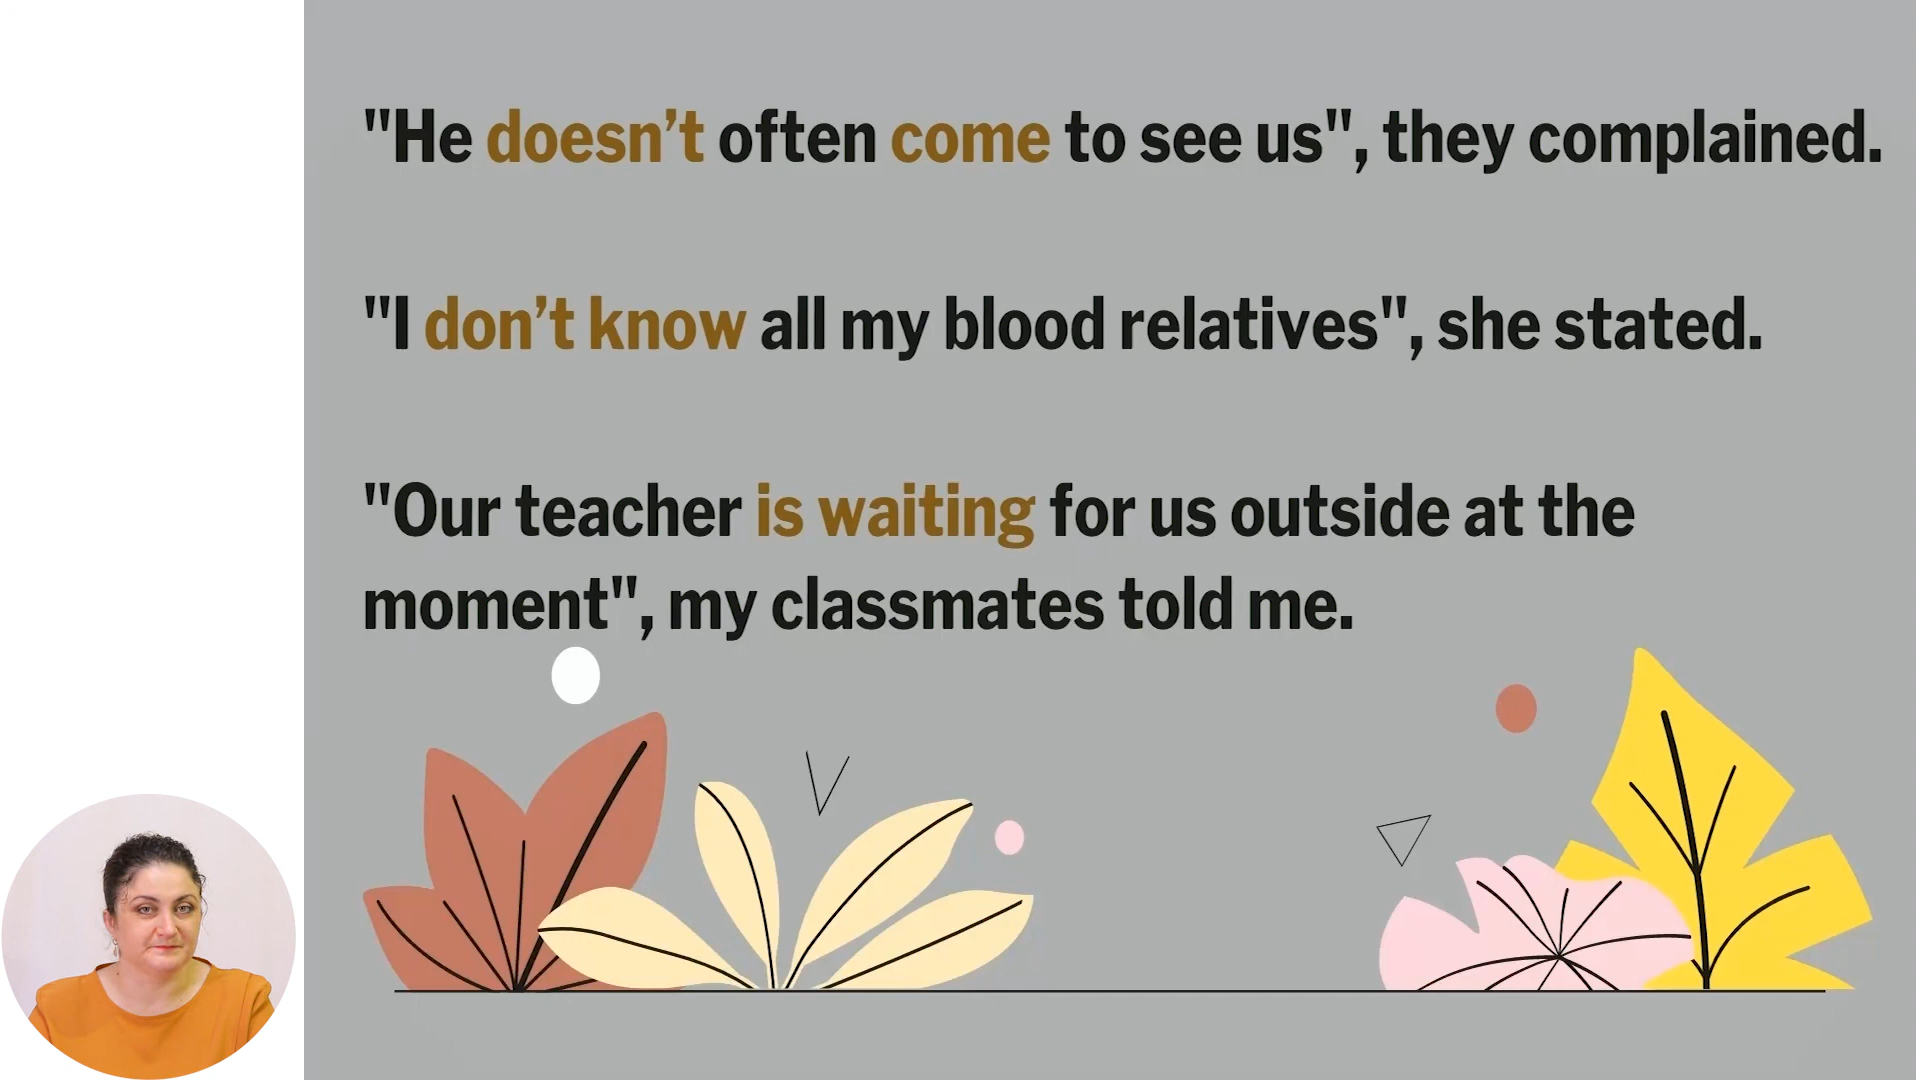 "He doesn’t often come to see us", they complained.
"I don’t know all my blood relatives", she stated.
"Our teacher is waiting for us outside at the
moment", my classmates told me.